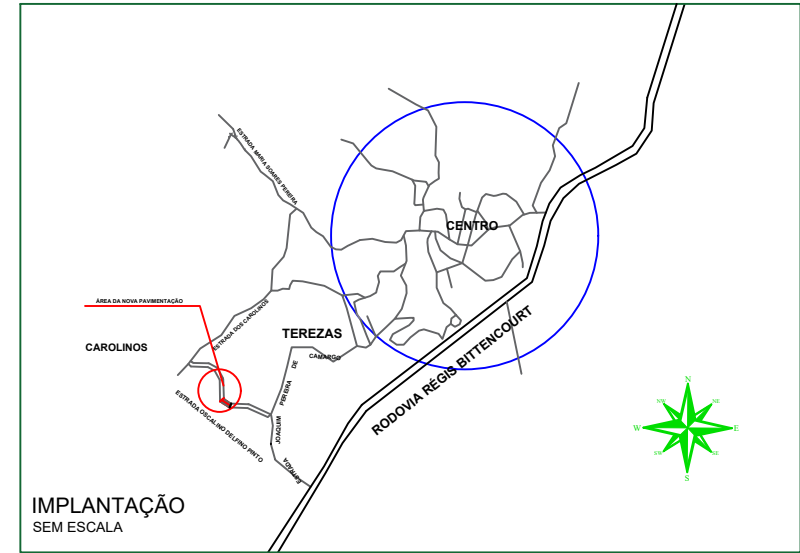 ESTRADA MARIA SOARES PEREIRA
CENTRO
ÁREA DA NOVA PAVIMENTAÇÃO
ESTRADA DOS CAROLINOS
TEREZAS
CAROLINOS
ESTRADA JOAQUIM PEREIRA DE CAMARGO
RODOVIA RÉGIS BITTENCOURT
ESTRADA OSCALINO DELFINO PINTO
N
NW
NE
W
E
SW
SE
S
IMPLANTAÇÃO
SEM ESCALA